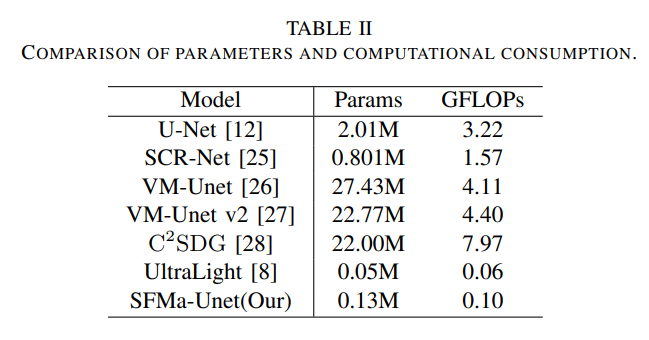 TABLE II
COMPARISON OF PARAMETERS AND COMPUTATIONAL CONSUMPTION.
Model Params GFLOPs
U-Net [12] 2.01M 3.22
SCR-Net [25] 0.801M 1.57
VM-Unet [26] 27.43M 4.11
VM-Unet v2 [27] 22.77M 4.40
C²SDG [28] 22.00M 7.97
UltraLight [8] 0.05M 0.06
SFMa-Unet(Our) 0.13M 0.10